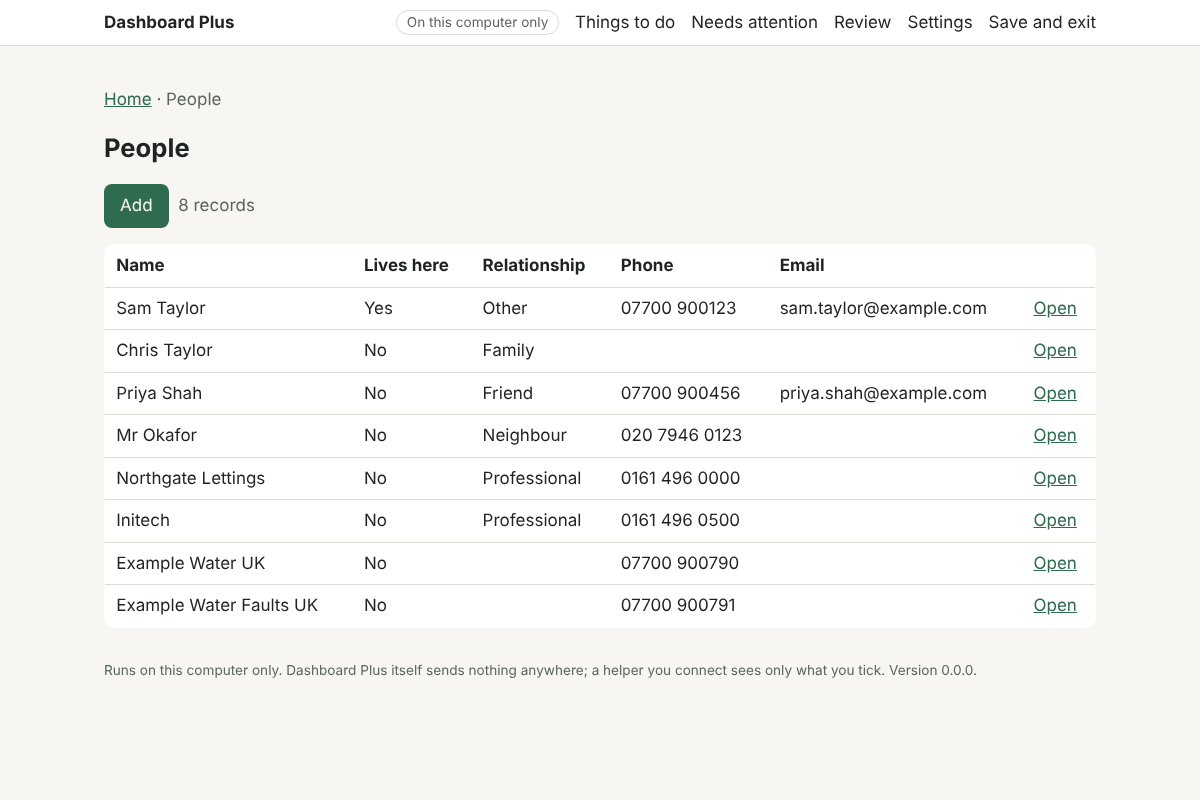 Dashboard Plus On this computer only Things to do Needs attention Review Settings Save and exit
Home · People
People
Add 8 records
Name Lives here Relationship Phone Email
Sam Taylor Yes Other 07700 900123 sam.taylor@example.com Open
Chris Taylor No Family Open
Priya Shah No Friend 07700 900456 priya.shah@example.com Open
Mr Okafor No Neighbour 020 7946 0123 Open
Northgate Lettings No Professional 0161 496 0000 Open
Initech No Professional 0161 496 0500 Open
Example Water UK No 07700 900790 Open
Example Water Faults UK No 07700 900791 Open
Runs on this computer only. Dashboard Plus itself sends nothing anywhere; a helper you connect sees only what you tick. Version 0.0.0.